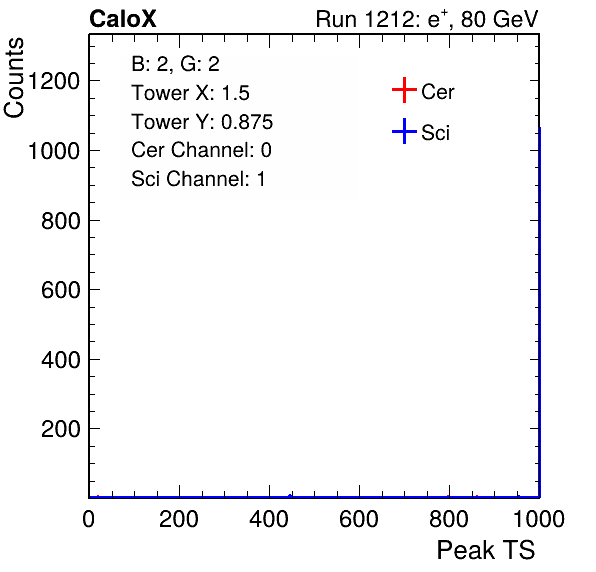 CaloX Run 1212: e⁺, 80 GeV
Counts
B: 2, G: 2
Tower X: 1.5
Tower Y: 0.875
Cer Channel: 0
Sci Channel: 1
Cer
Sci
1200
1000
800
600
400
200
0 200 400 600 800 1000
Peak TS